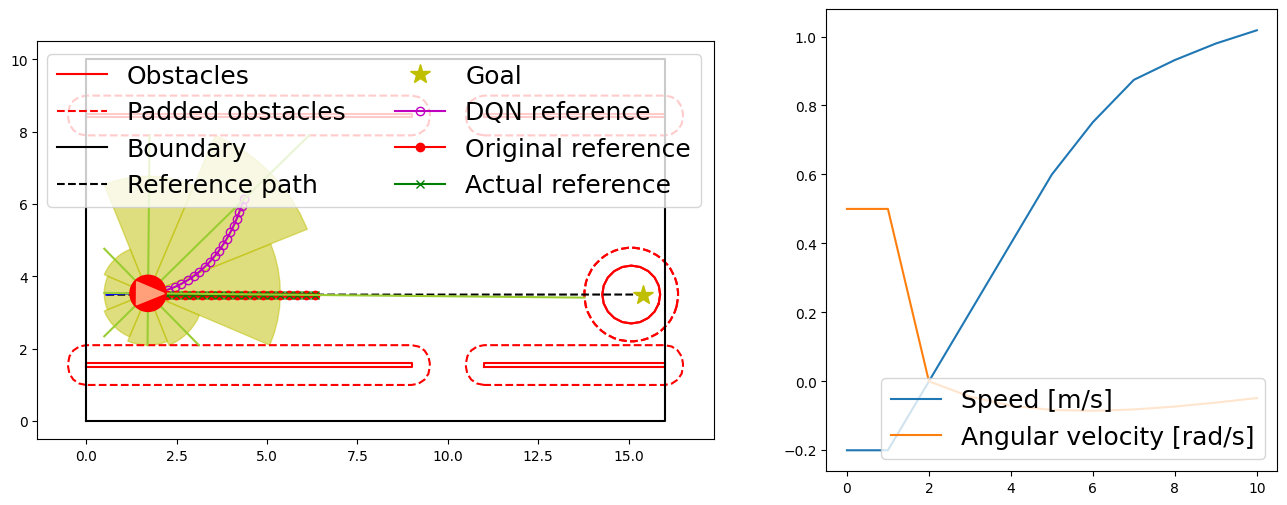 10
8
6
4
2
0
Obstacles
Padded obstacles
Boundary
Reference path
Goal
DQN reference
Original reference
Actual reference
0.0 2.5 5.0 7.5 10.0 12.5 15.0
1.0
0.8
0.6
0.4
0.2
0.0
−0.2
Speed [m/s]
Angular velocity [rad/s]
0 2 4 6 8 10